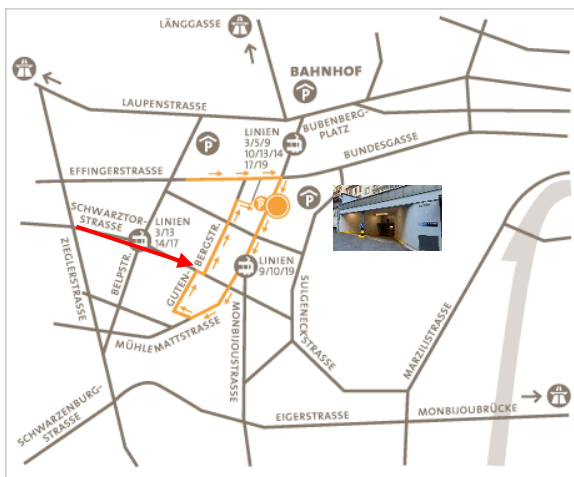 LÄNGGASSE
BAHNHOF
P
LAUPENSTRASSE
BUBENBERG-
PLATZ
LINIEN
3/5/9
10/13/14
17/19
P
BUNDESGASSE
EFFINGERSTRASSE
P
P
SCHWARZTOR-
STRASSE
LINIEN
3/13
14/17
ZIEGLERSTRASSE
BELPSTR.
GUTEN-
BERGSTR.
LINIEN
9/10/19
SULGENECKSTRASSE
MARZILISTRASSE
MÜHLEMATTSTRASSE
MONBIJOUSTRASSE
SCHWARZENBURG-
STRASSE
EIGERSTRASSE
MONBIJOUBRÜCKE